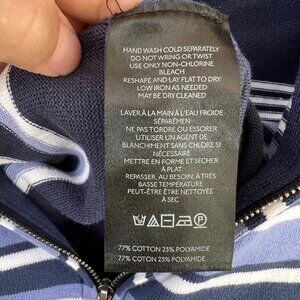 HAND WASH COLD SEPARATELY
DO NOT WRING OR TWIST
USE ONLY NON-CHLORINE
BLEACH
RESHAPE AND LAY FLAT TO DRY
LOW IRON AS NEEDED
MAY BE DRY CLEANED
LAVER À LA MAIN À L'EAU FROIDE
SÉPARÉMEN
NE PAS TORDRE OU ESSORER
UTILISER UN AGENT DE
BLANCHIMENT SANS CHLORE SI
NÉCESSAIRE
METTRE EN FORME ET SECHER
À PLAT
REPASSER, AU BESOIN, À TRÈS
BASSE TEMPÉRATURE
PEUT-ÊTRE ÊTRE NETTOYÉE
À SEC
P
77% COTTON 23% POLYAMIDE
77% COTTON 23% POLYAMIDE